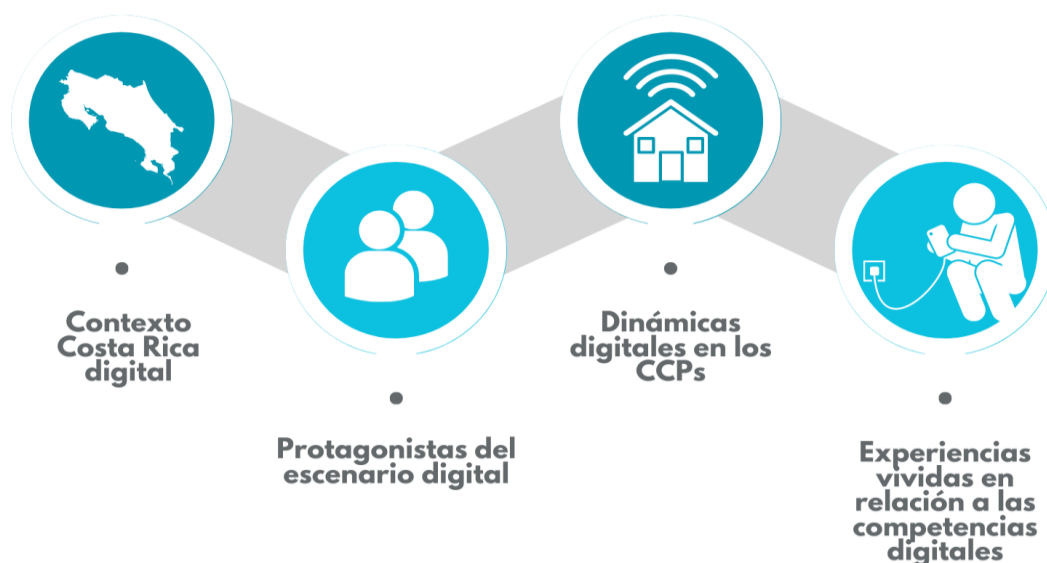 Contexto
Costa Rica
digital
Protagonistas del
escenario digital
Dinámicas
digitales en los
CCPs
Experiencias
vividas en
relación a las
competencias
digitales